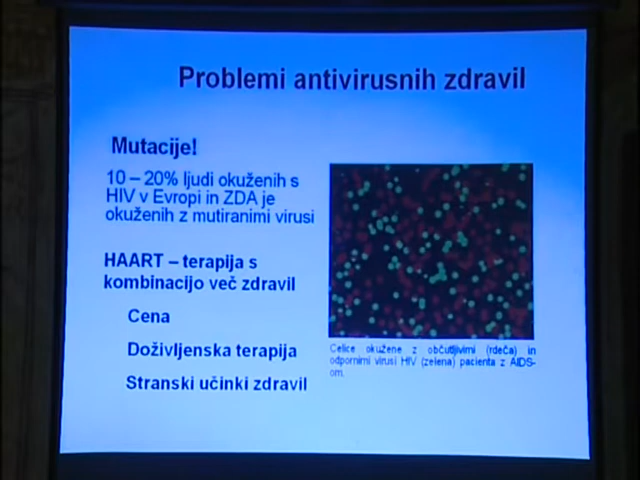 Problemi antivirusnih zdravil
Mutacije!
10 – 20% ljudi okuženih s
HIV v Evropi in ZDA je
okuženih z mutiranimi virusi
HAART – terapija s
kombinacijo več zdravil
Cena
Doživljenska terapija
Stranski učinki zdravil
Celice okužene z občutljivimi (rdeča) in
odpornimi virusi HIV (zelena) pacienta z AIDS-
om.